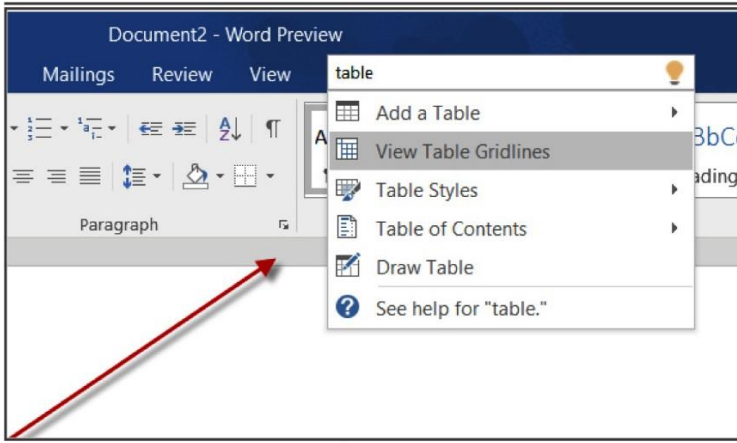 Document2 - Word Preview
Mailings Review View
table
Add a Table
View Table Gridlines
Table Styles
Table of Contents
Draw Table
See help for "table."
Paragraph